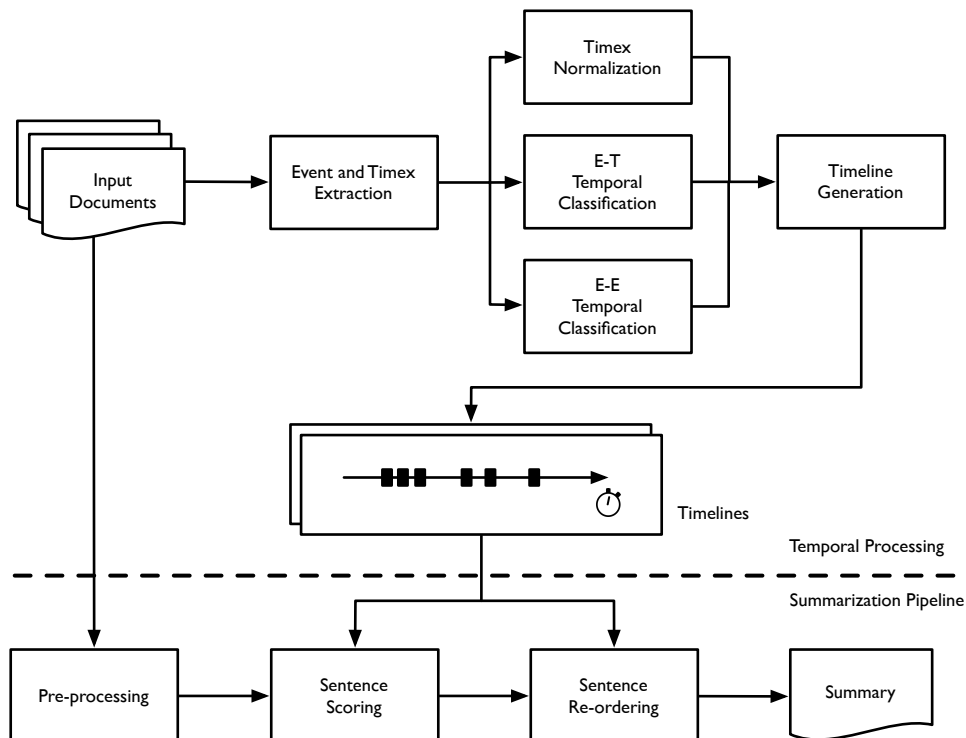 Timex
Normalization
Input
Documents
Event and Timex
Extraction
E-T
Temporal
Classification
Timeline
Generation
E-E
Temporal
Classification
Timelines
Temporal Processing
Summarization Pipeline
Pre-processing
Sentence
Scoring
Sentence
Re-ordering
Summary